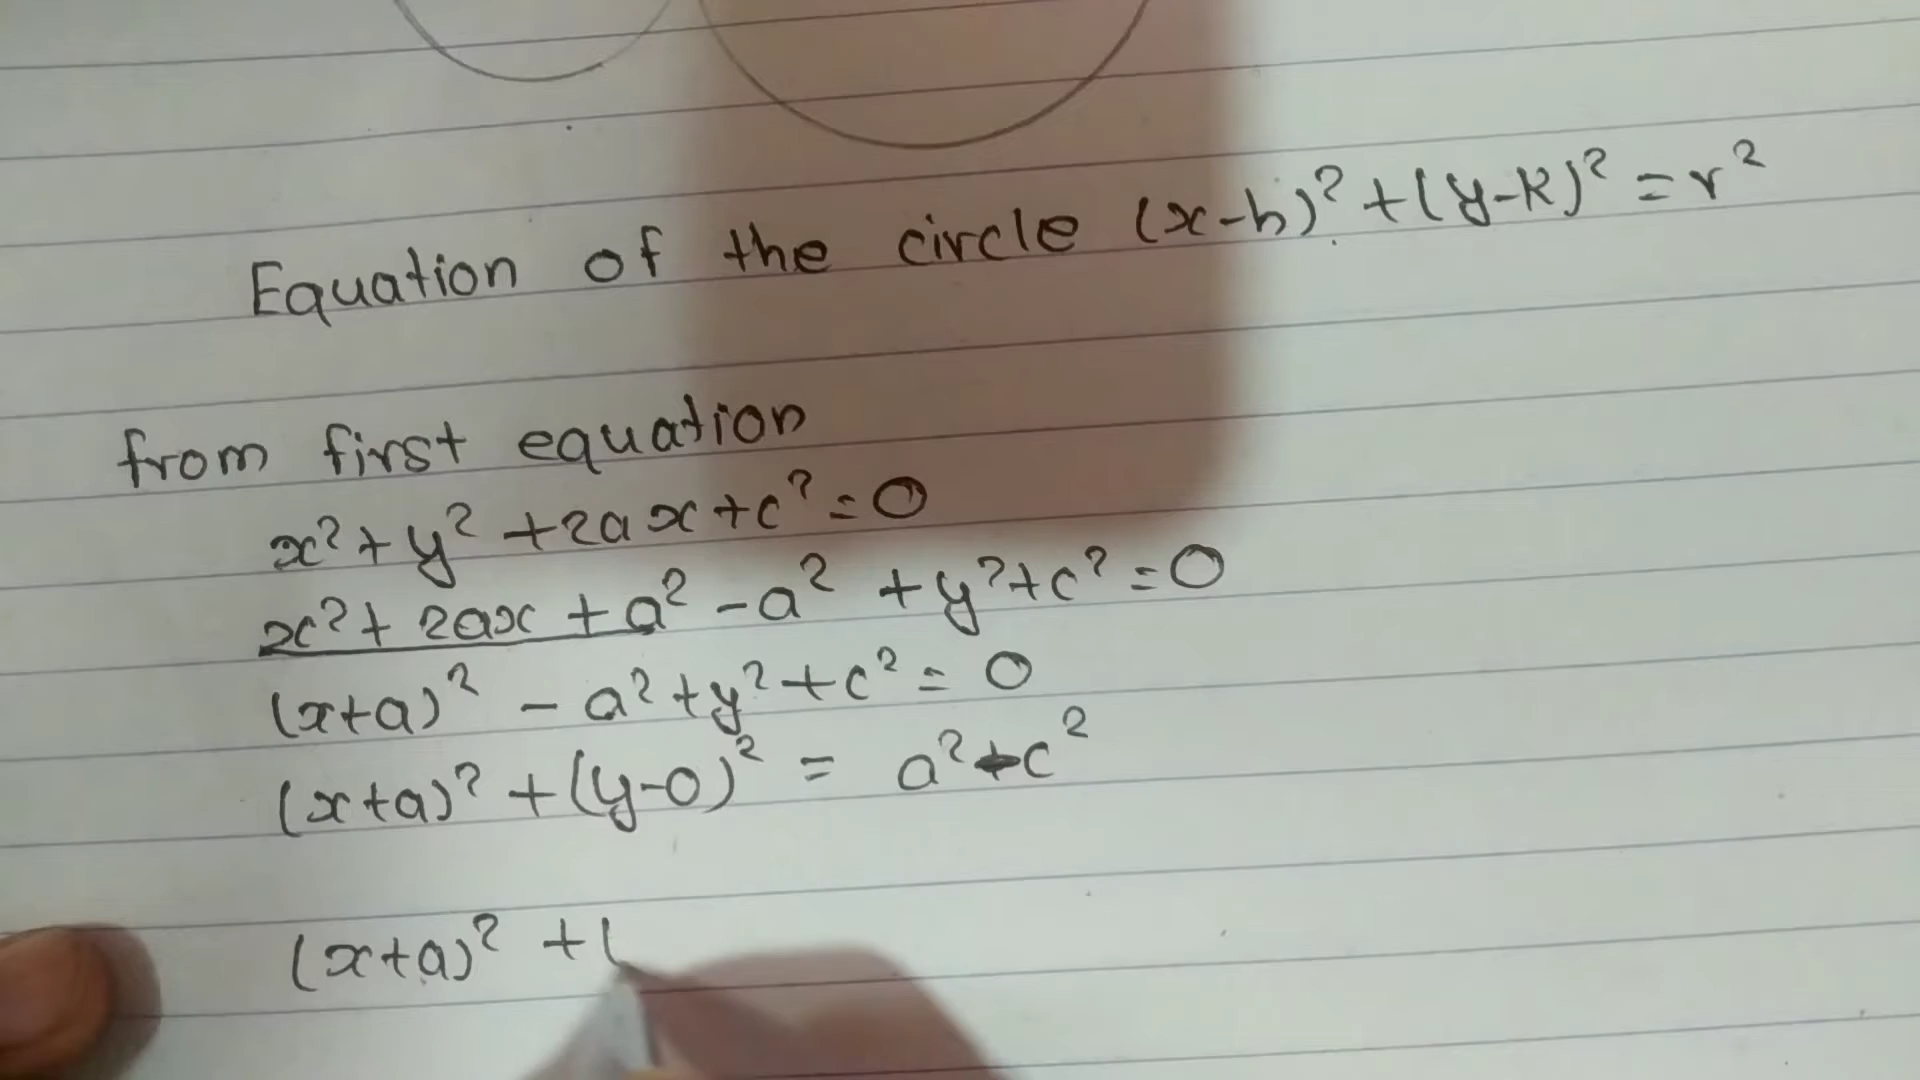 Equation of the circle (x-h)²+(y-k)²=r²
from first equation
x²+y²+2ax+c²=0
x²+2ax+a²-a²+y²+c²=0
(x+a)²-a²+y²+c²=0
(x+a)²+(y-0)²=a²-c²
(x+a)²+(